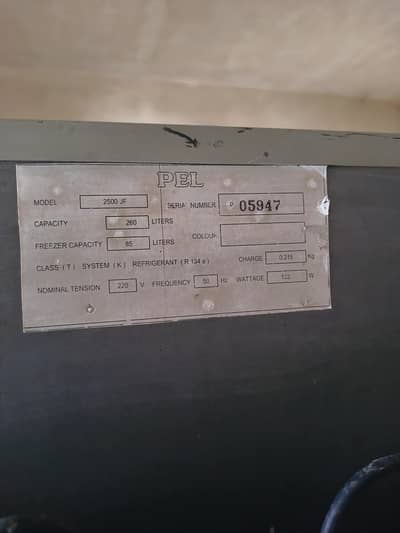 PEL
MODEL 2500 JF SERIAL NUMBER P 05947
CAPACITY 260 LITERS
FREEZER CAPACITY 85 LITERS COLOUR
CLASS ( T ) SYSTEM ( K ) REFRIGERANT ( R 134 a ) CHARGE 0.215 Kg
NOMINAL TENSION 220 V FREQUENCY 50 Hz WATTAGE W